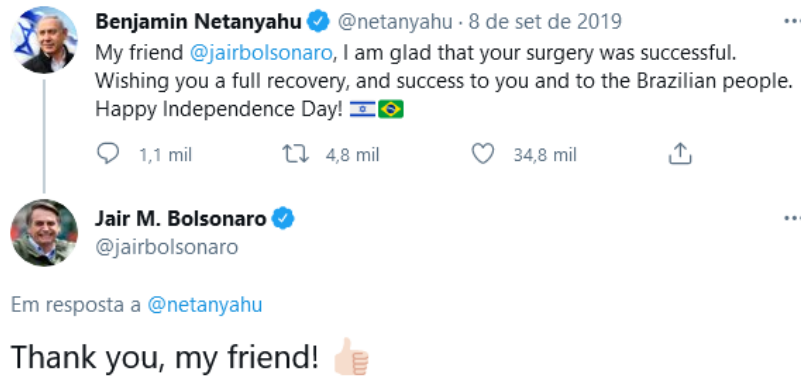 Benjamin Netanyahu @netanyahu · 8 de set de 2019
My friend @jairbolsonaro, I am glad that your surgery was successful.
Wishing you a full recovery, and success to you and to the Brazilian people.
Happy Independence Day! 🇮🇱🇧🇷
1,1 mil 4,8 mil 34,8 mil
Jair M. Bolsonaro
@jairbolsonaro
Em resposta a @netanyahu
Thank you, my friend! 👍🏻